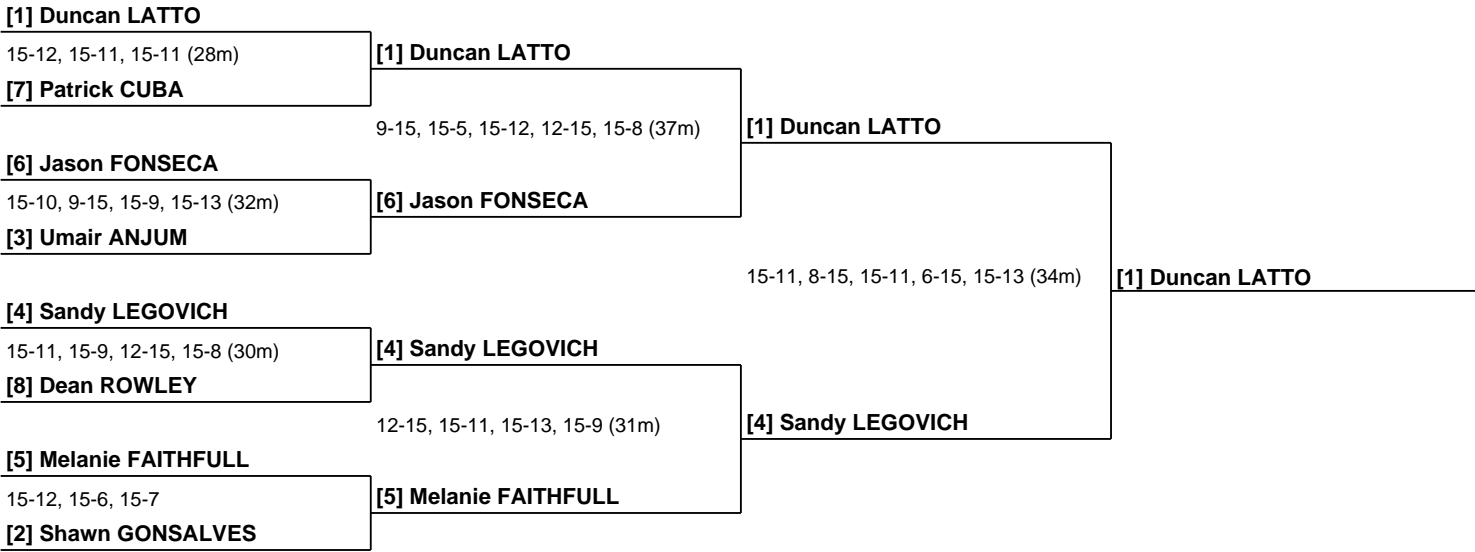 [1] Duncan LATTO
15-12, 15-11, 15-11 (28m)
[1] Duncan LATTO
[7] Patrick CUBA
9-15, 15-5, 15-12, 12-15, 15-8 (37m)
[1] Duncan LATTO
[6] Jason FONSECA
15-10, 9-15, 15-9, 15-13 (32m)
[6] Jason FONSECA
[3] Umair ANJUM
15-11, 8-15, 15-11, 6-15, 15-13 (34m)
[1] Duncan LATTO
[4] Sandy LEGOVICH
15-11, 15-9, 12-15, 15-8 (30m)
[4] Sandy LEGOVICH
[8] Dean ROWLEY
12-15, 15-11, 15-13, 15-9 (31m)
[4] Sandy LEGOVICH
[5] Melanie FAITHFULL
15-12, 15-6, 15-7
[5] Melanie FAITHFULL
[2] Shawn GONSALVES